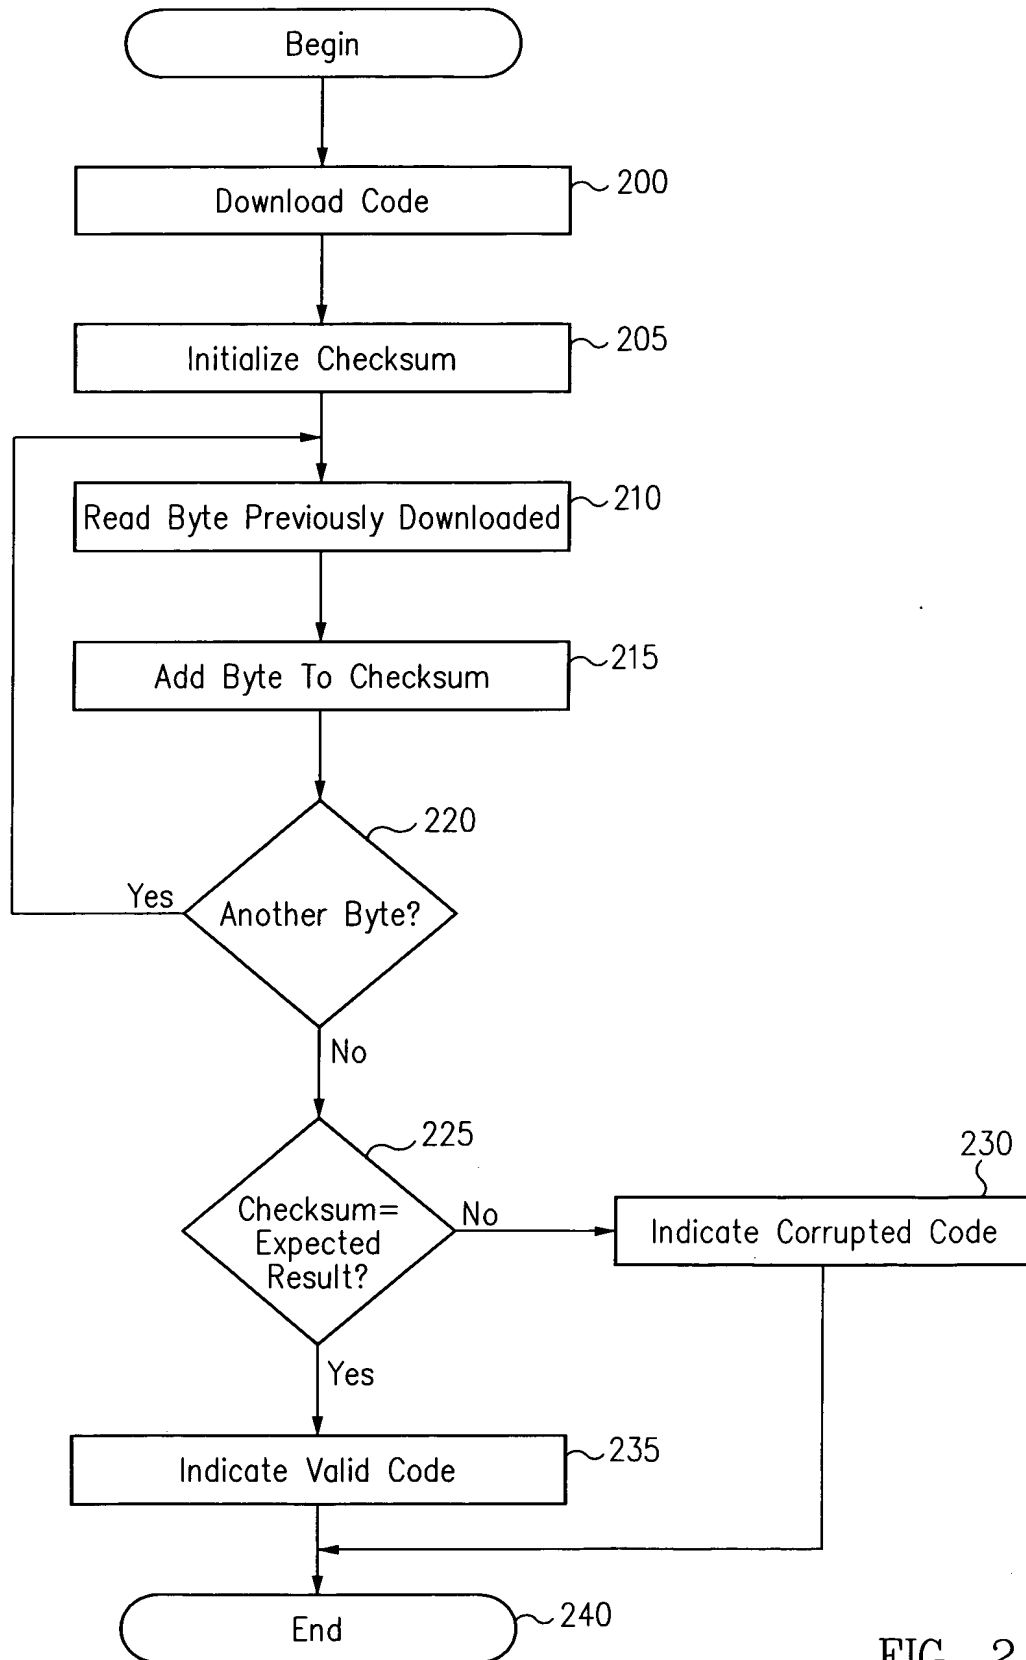 Begin
Download Code
200
Initialize Checksum
205
Read Byte Previously Downloaded
210
Add Byte To Checksum
215
220
Another Byte?
Yes
No
225
Checksum=
Expected
Result?
No
230
Indicate Corrupted Code
Yes
Indicate Valid Code
235
End
240
FIG. 2